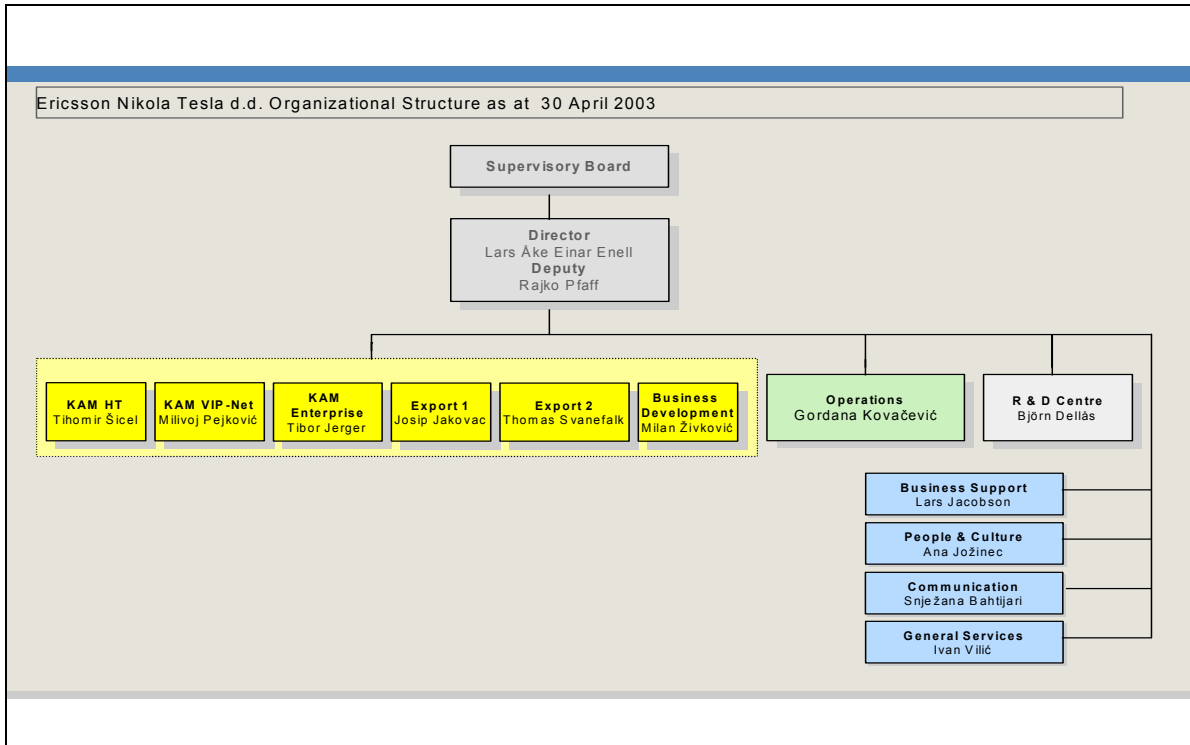 Ericsson Nikola Tesla d.d. Organizational Structure as at 30 April 2003
Supervisory Board
Director
Lars Åke Einar Enell
Deputy
Rajko Pfaff
KAM HT
Tihomir Šicel
KAM VIP-Net
Milivoj Pejković
KAM
Enterprise
Tibor Jerger
Export 1
Josip Jakovac
Export 2
Thomas Svanefalk
Business
Development
Milan Živković
Operations
Gordana Kovačević
R & D Centre
Björn Dellås
Business Support
Lars Jacobson
People & Culture
Ana Jožinec
Communication
Snježana Bahtijari
General Services
Ivan Vilić